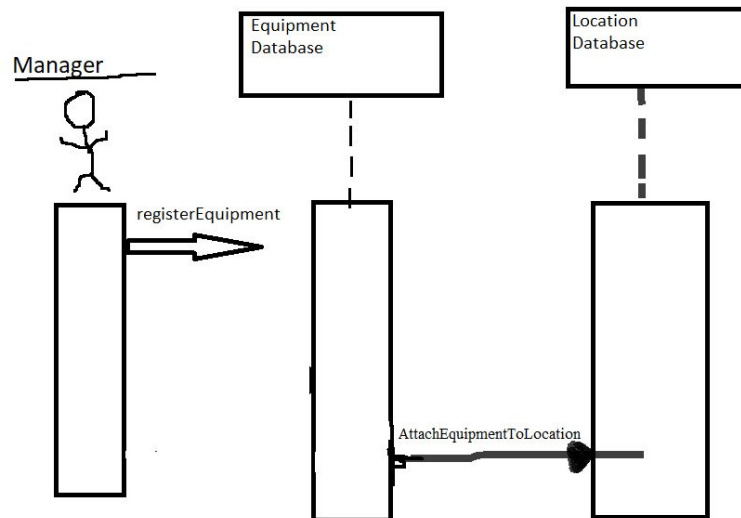 Equipment
Database
Location
Database
Manager
registerEquipment
AttachEquipmentToLocation